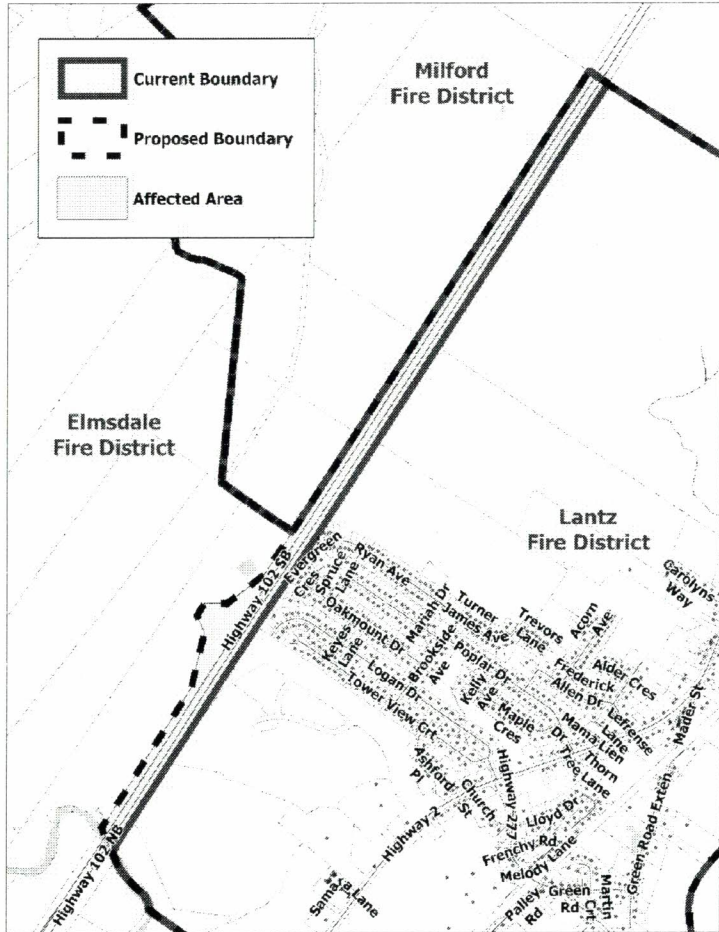 Current Boundary
Proposed Boundary
Affected Area
Milford
Fire District
Elmsdale
Fire District
Lantz
Fire District
Highway 102 SB
Highway 102 NB
Evergreen
Cres
Spruce
Lane
Ryan Ave
Oakmount Dr
Keyes
Lane
Logan Dr
Tower View Crt
Mariah Dr
Brookside
Ave
Turner
James Ave
Poplar Dr
Kelly
Ave
Maple
Cres
Trevors
Lane
Acorn
Ave
Frederick
Allen Dr
Alder Cres
Lefrense
Lane
Carolyns
Way
Mader St
Mama Lien
Dr
Thorn
Tree Lane
Ashford
Pl
Church
St
Highway 277
Highway 2
Lloyd Dr
Frenchy Rd
Melody Lane
Green Road Exten
Samara Lane
Palley
Rd
Green
Rd
Martin
Crt